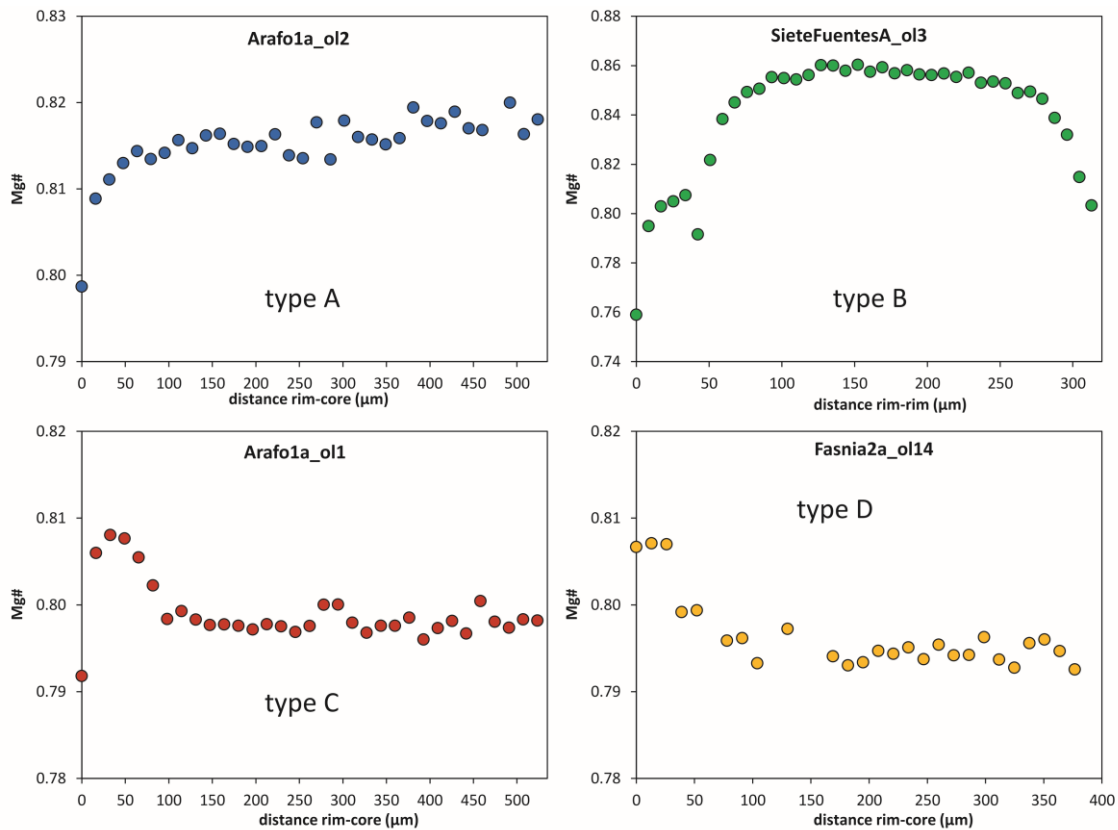 Arafo1a_ol2
0.83
0.82
0.81
0.80
0.79
Mg#
type A
0 50 100 150 200 250 300 350 400 450 500
distance rim-core (µm)
SieteFuentesA_ol3
0.88
0.86
0.84
0.82
0.80
0.78
0.76
0.74
Mg#
type B
0 50 100 150 200 250 300
distance rim-rim (µm)
Arafo1a_ol1
0.82
0.81
0.80
0.79
0.78
Mg#
type C
0 50 100 150 200 250 300 350 400 450 500
distance rim-core (µm)
Fasnia2a_ol14
0.82
0.81
0.80
0.79
0.78
Mg#
type D
0 50 100 150 200 250 300 350 400
distance rim-core (µm)